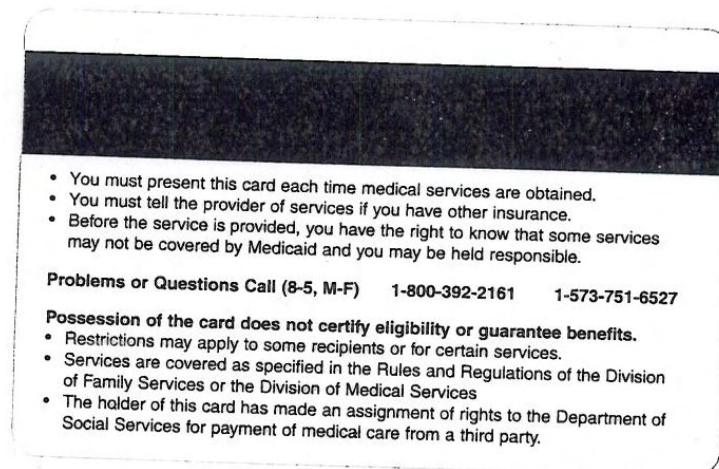 • You must present this card each time medical services are obtained.
• You must tell the provider of services if you have other insurance.
• Before the service is provided, you have the right to know that some services
may not be covered by Medicaid and you may be held responsible.
Problems or Questions Call (8-5, M-F) 1-800-392-2161 1-573-751-6527
Possession of the card does not certify eligibility or guarantee benefits.
• Restrictions may apply to some recipients or for certain services.
• Services are covered as specified in the Rules and Regulations of the Division
of Family Services or the Division of Medical Services
• The holder of this card has made an assignment of rights to the Department of
Social Services for payment of medical care from a third party.